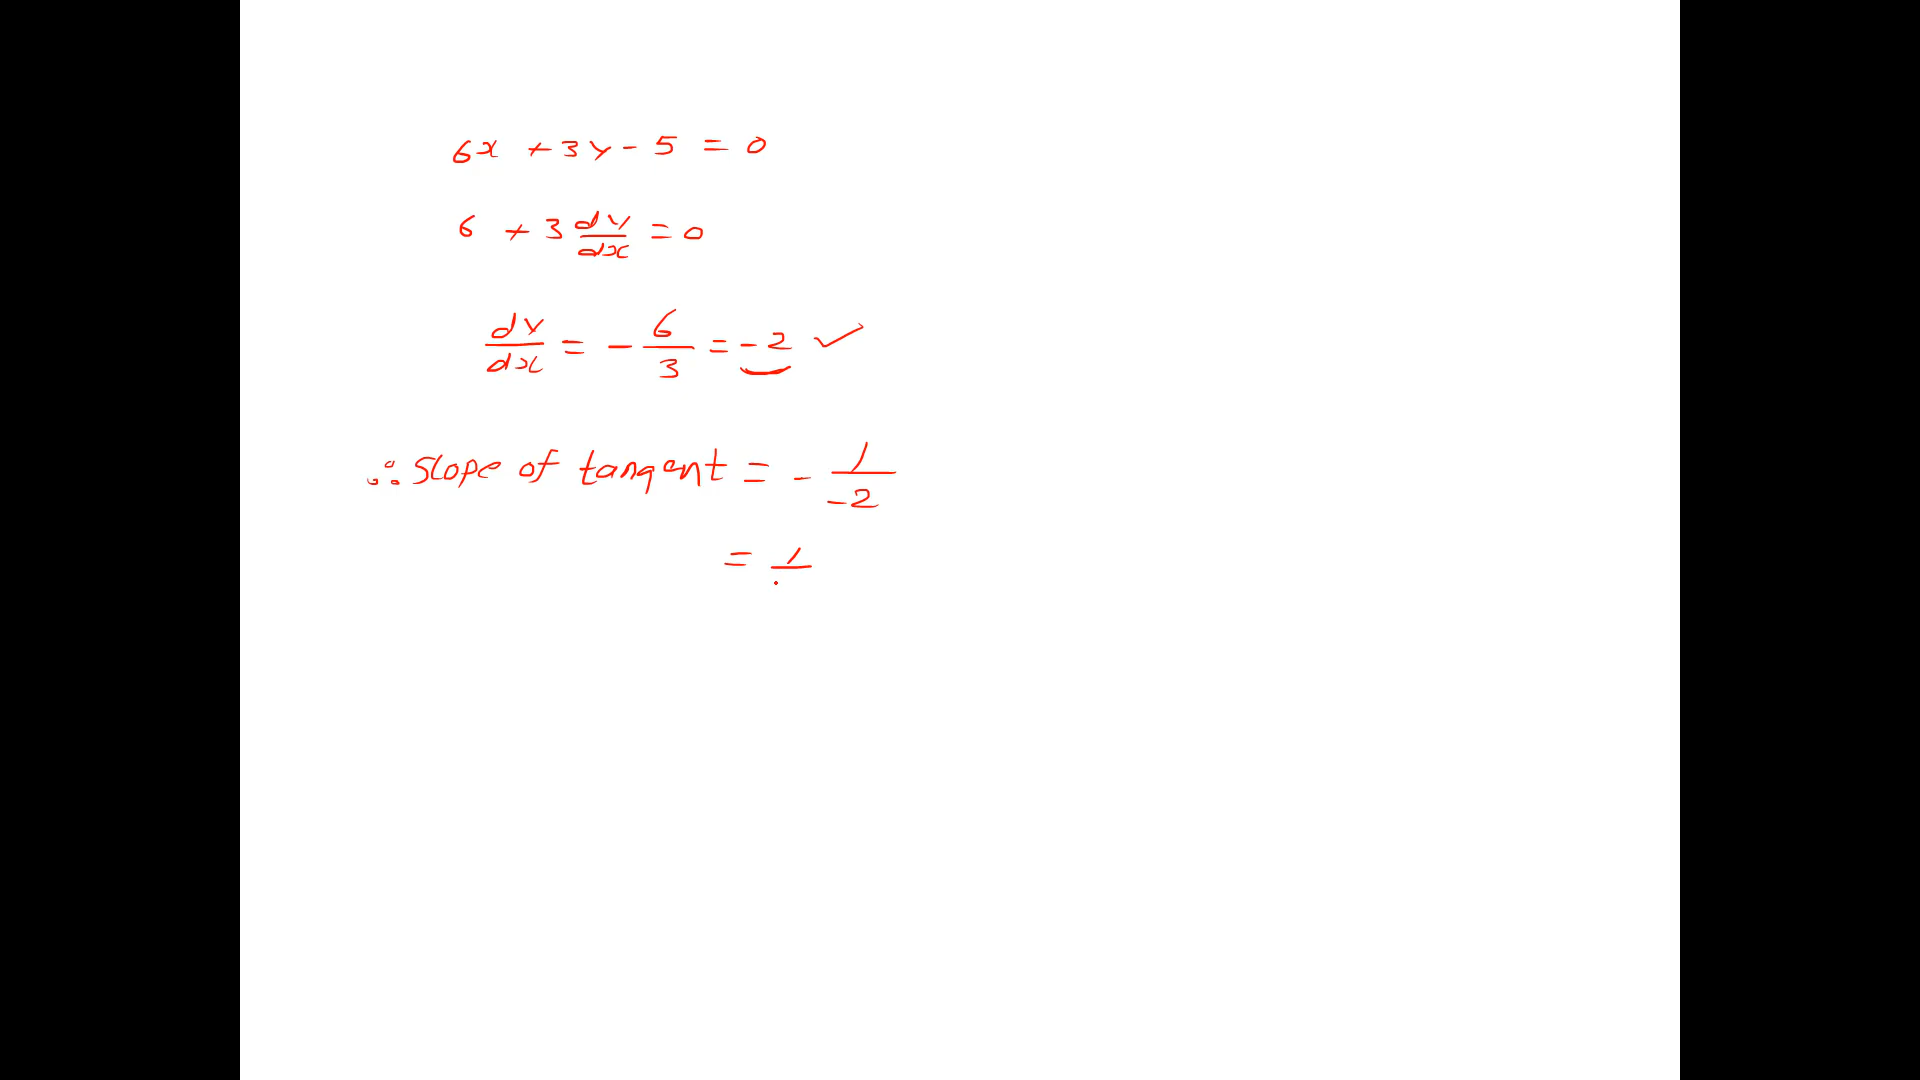 6x + 3y - 5 = 0
6 + 3 dy/dx = 0
dy/dx = - 6/3 = -2 ✓
∴ Slope of tangent = - 1/-2
= 1/